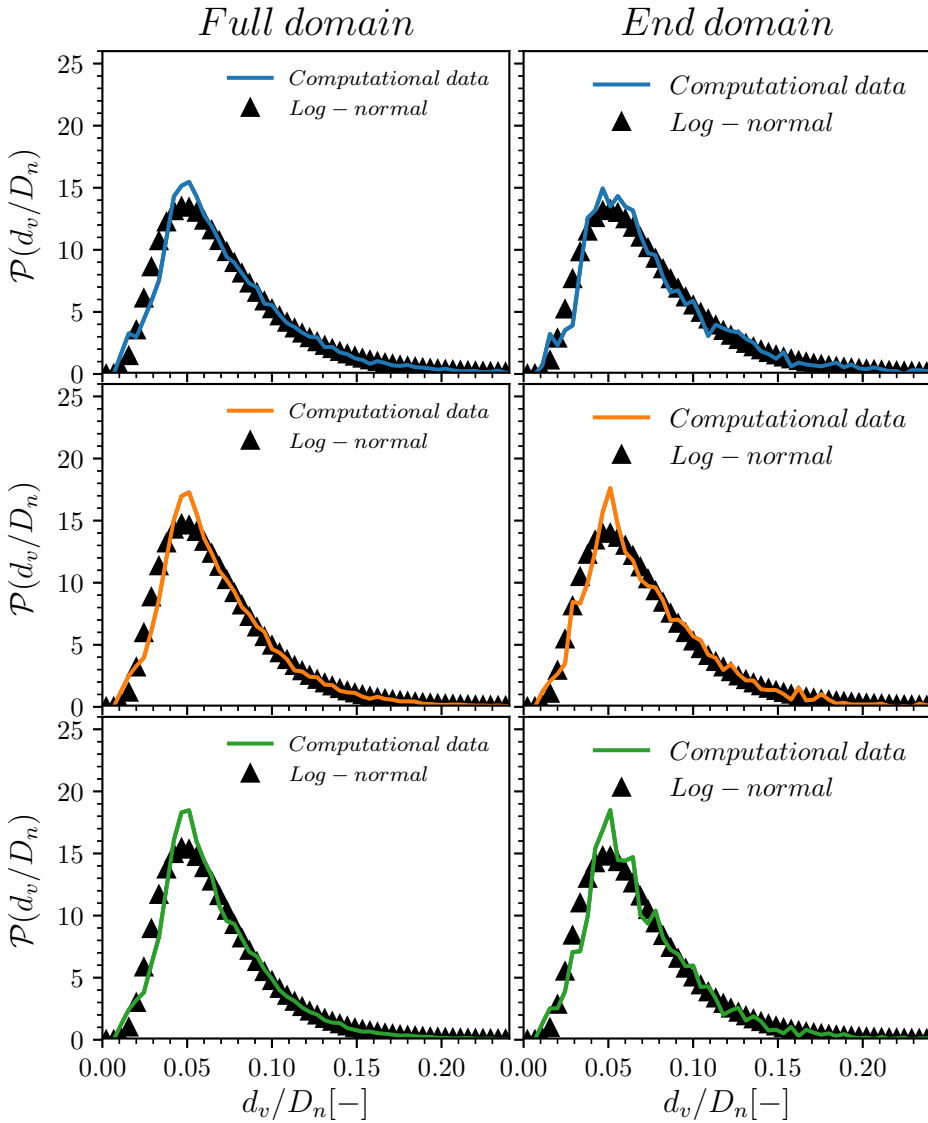 Full domain
End domain
25
20
15
10
5
0
P(d_v/D_n)
Computational data
Log − normal
Computational data
Log − normal
25
20
15
10
5
0
P(d_v/D_n)
Computational data
Log − normal
Computational data
Log − normal
25
20
15
10
5
0
P(d_v/D_n)
Computational data
Log − normal
Computational data
Log − normal
0.00 0.05 0.10 0.15 0.20 0.05 0.10 0.15 0.20
d_v/D_n[−]
d_v/D_n[−]